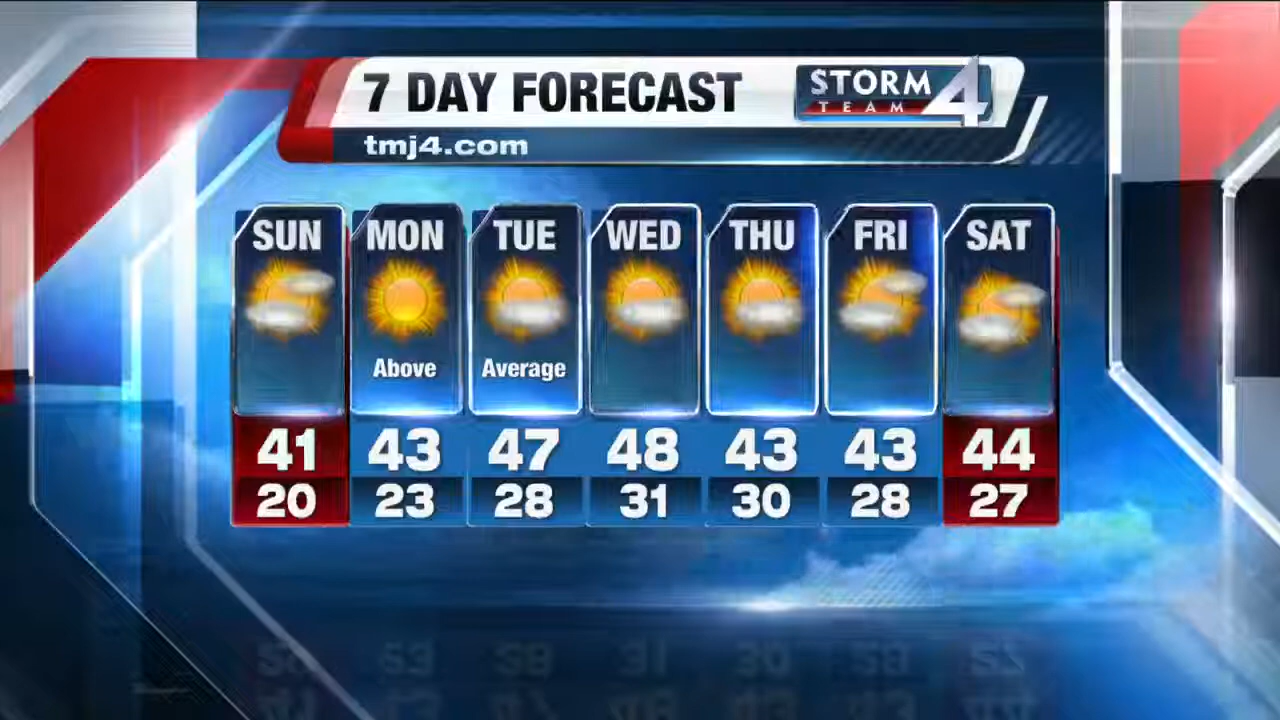 7 DAY FORECAST
STORM 4
TEAM
tmj4.com
SUN MON TUE WED THU FRI SAT
Above Average
41 43 47 48 43 43 44
20 23 28 31 30 28 27